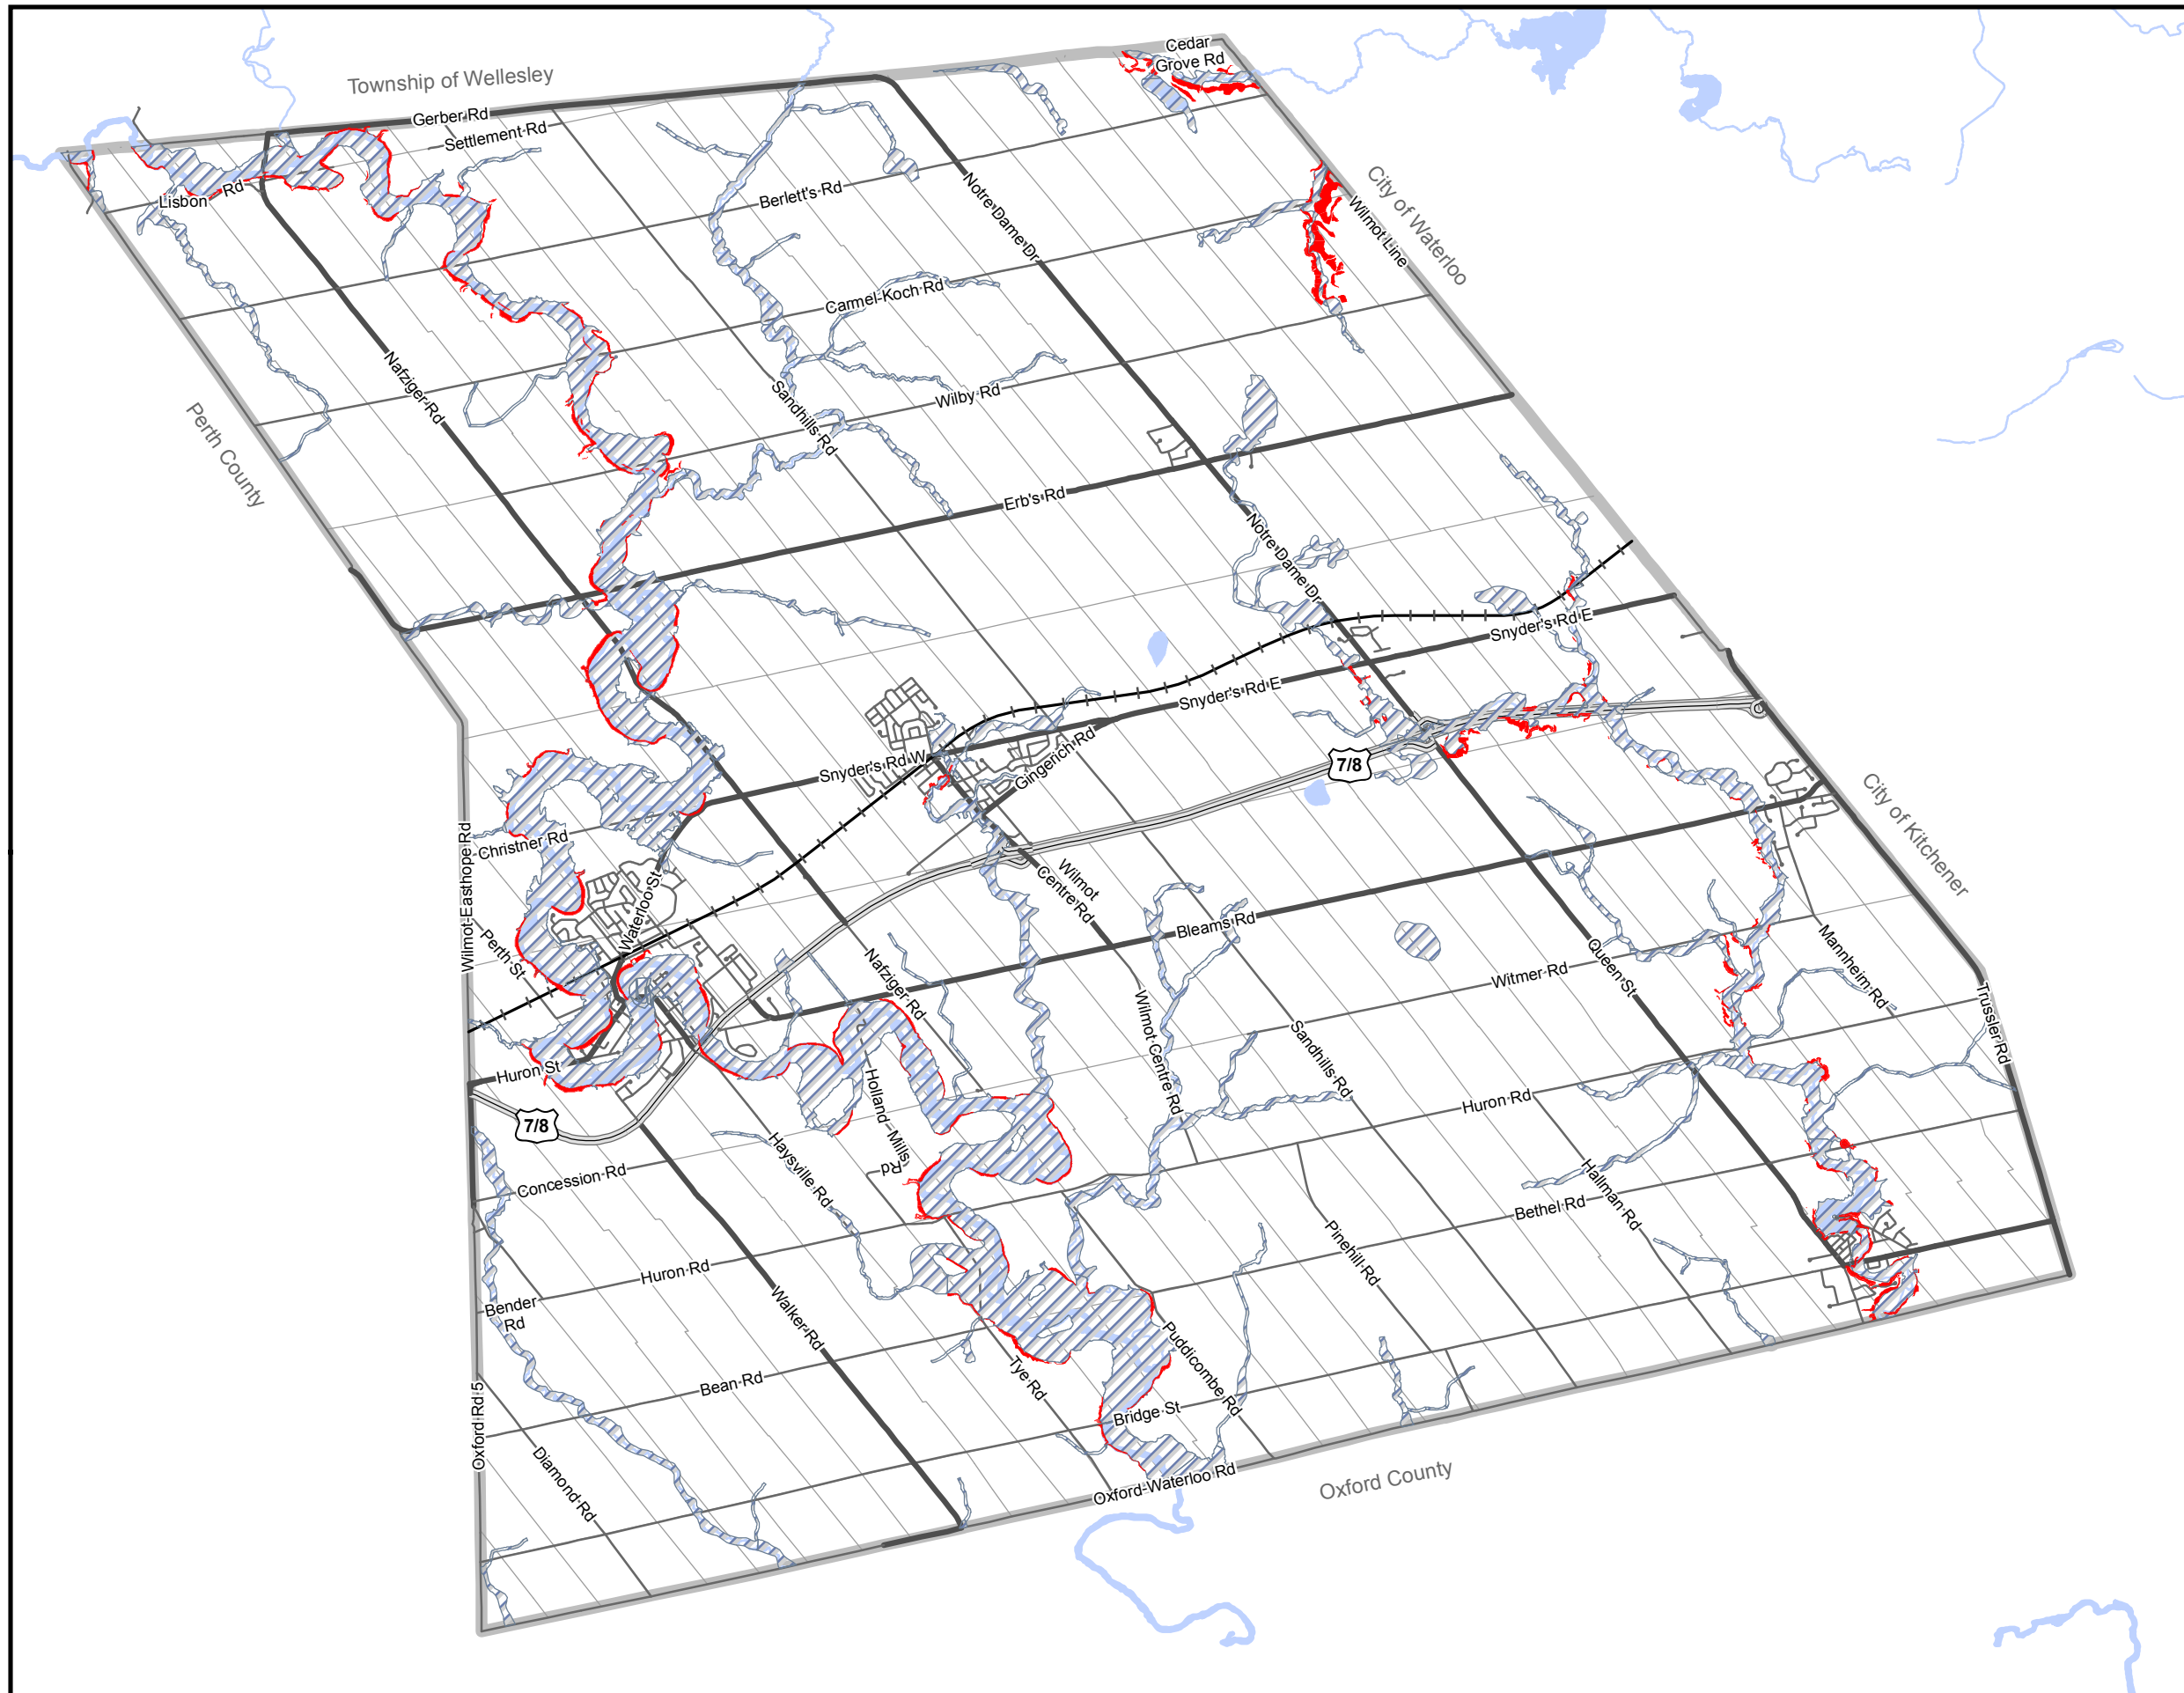 Cedar
Grove Rd
Township of Wellesley
Gerber Rd
Settlement Rd
Lisbon Rd
Berlett's Rd
Notre Dame Dr
City of Waterloo
Wilmot Line
Carmel-Koch Rd
Nafziger Rd
Sandhills Rd
Wilby Rd
Perth County
Erb's Rd
Notre Dame Dr
Snyder's Rd E
Snyder's Rd E
Snyder's Rd W
Gingerich Rd
7/8
City of Kitchener
Wilmot-Easthope Rd
Christner Rd
Waterloo St
Perth St
Wilmot
Centre Rd
Bleams Rd
Nafziger Rd
Witmer Rd
Queen St
Mannheim Rd
Trussler Rd
Wilmot Centre Rd
Sandhills Rd
Huron St
7/8
Holland Mills
Rd
Huron Rd
Haysville Rd
Concession Rd
Hallman Rd
Bethel Rd
Pinehill Rd
Huron Rd
Bender
Rd
Walker Rd
Puddicombe Rd
Tye Rd
Bean Rd
Bridge St
Oxford Rd 5
Diamond Rd
Oxford-Waterloo Rd
Oxford County